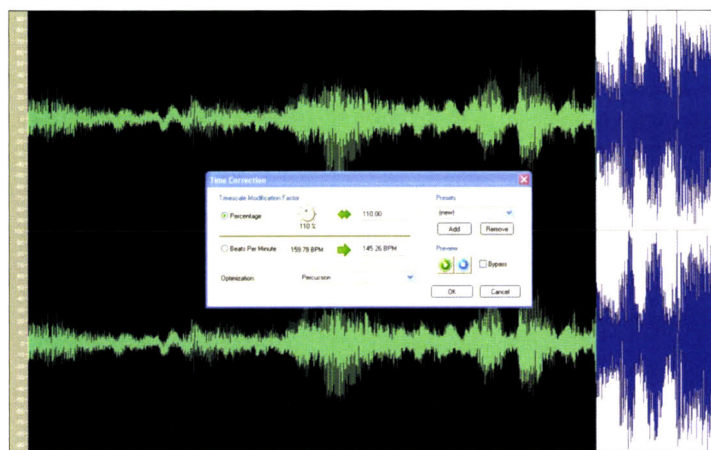 Time Correction
Timescale Modification Factor
Percentage
110 %
110.00
Beats Per Minute
159.78 BPM
145.26 BPM
Optimization
Percussion
Presets
(new)
Add
Remove
Preview
Bypass
OK
Cancel